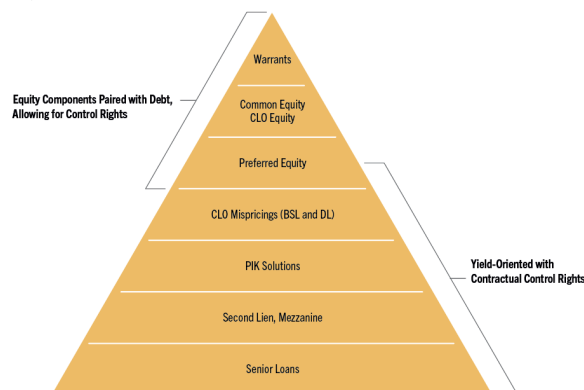 Warrants
Equity Components Paired with Debt,
Allowing for Control Rights
Common Equity
CLO Equity
Preferred Equity
CLO Mispricings (BSL and DL)
PIK Solutions
Yield-Oriented with
Contractual Control Rights
Second Lien, Mezzanine
Senior Loans